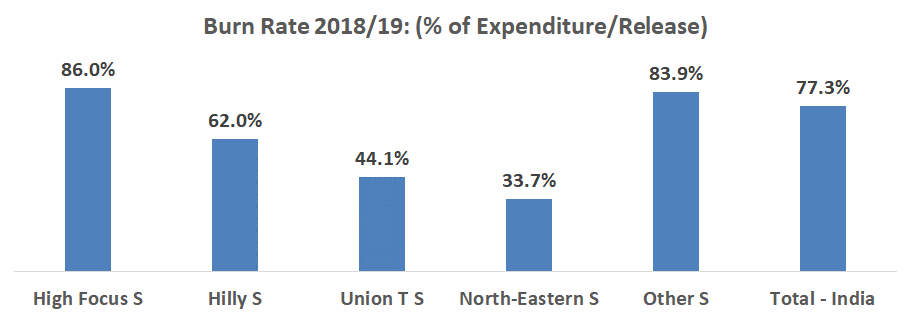 Burn Rate 2018/19: (% of Expenditure/Release)
86.0%
62.0%
44.1%
33.7%
83.9%
77.3%
High Focus S
Hilly S
Union T S
North-Eastern S
Other S
Total - India